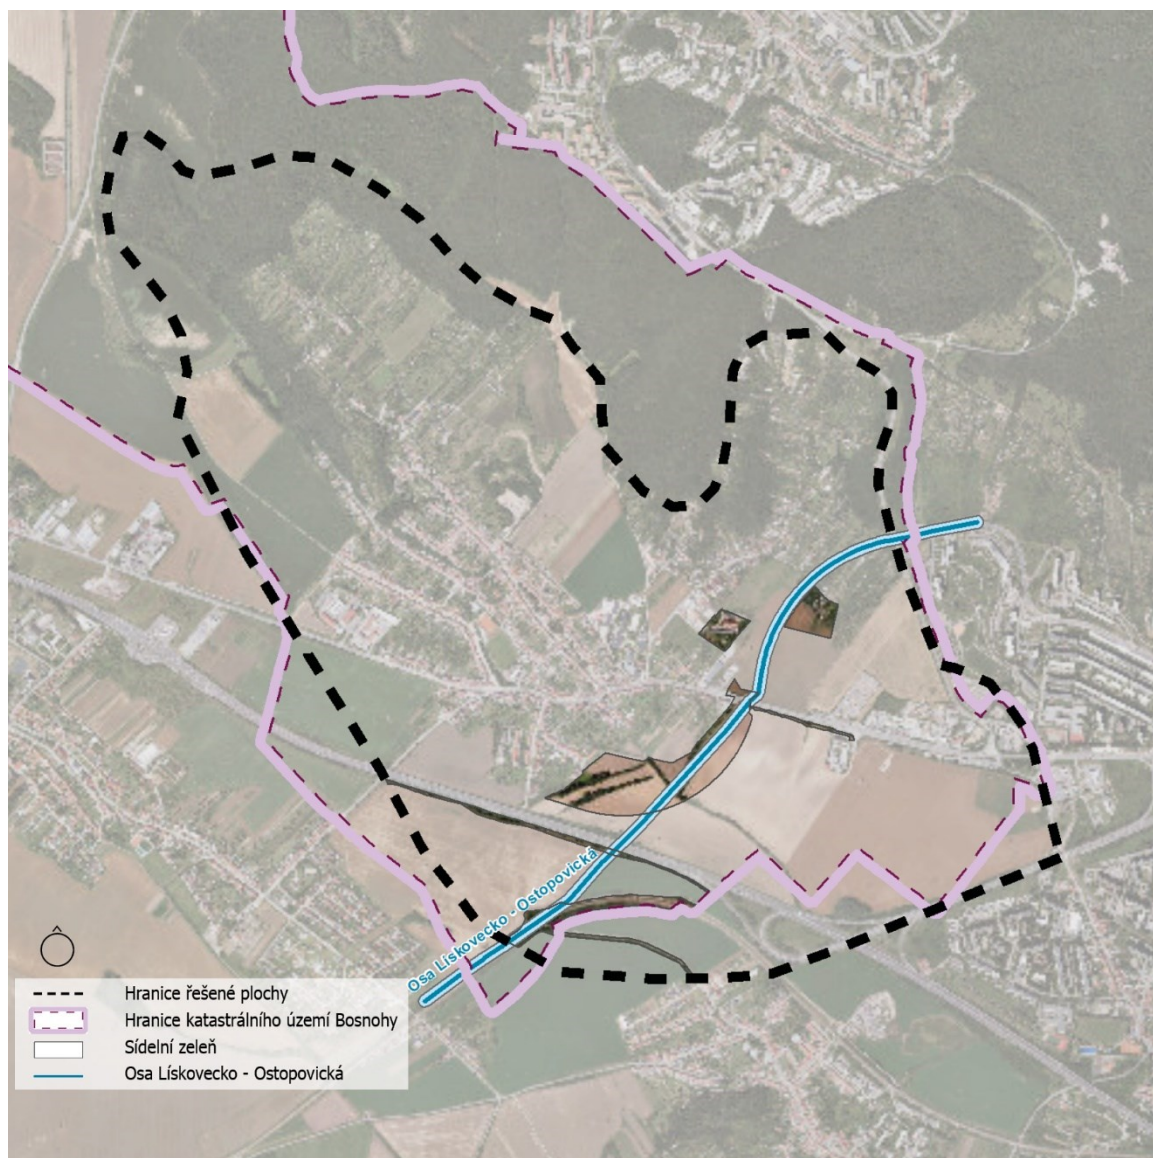 Osa Lískovecko - Ostopovická
Hranice řešené plochy
Hranice katastrálního území Bosnohy
Sídelní zeleň
Osa Lískovecko - Ostopovická